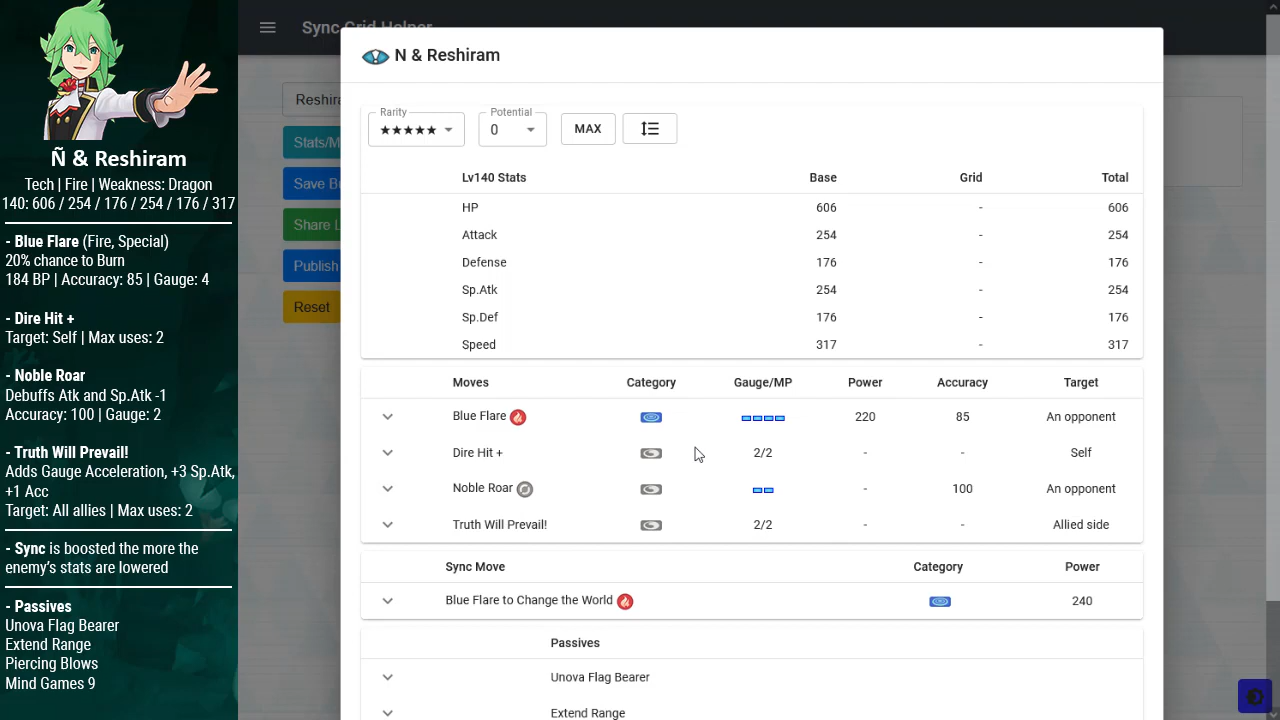 Ñ & Reshiram
Tech | Fire | Weakness: Dragon
140: 606 / 254 / 176 / 254 / 176 / 317
- Blue Flare (Fire, Special)
20% chance to Burn
184 BP | Accuracy: 85 | Gauge: 4
- Dire Hit +
Target: Self | Max uses: 2
- Noble Roar
Debuffs Atk and Sp.Atk -1
Accuracy: 100 | Gauge: 2
- Truth Will Prevail!
Adds Gauge Acceleration, +3 Sp.Atk,
+1 Acc
Target: All allies | Max uses: 2
- Sync is boosted the more the
enemy's stats are lowered
- Passives
Unova Flag Bearer
Extend Range
Piercing Blows
Mind Games 9
Sync Grid Helper
Reshira
Stats/M
Save B
Share L
Publish
Reset
N & Reshiram
Rarity Potential
★★★★★ 0 MAX
Lv140 Stats Base Grid Total
HP 606 - 606
Attack 254 - 254
Defense 176 - 176
Sp.Atk 254 - 254
Sp.Def 176 - 176
Speed 317 - 317
Moves Category Gauge/MP Power Accuracy Target
Blue Flare 220 85 An opponent
Dire Hit + 2/2 - - Self
Noble Roar - 100 An opponent
Truth Will Prevail! 2/2 - - Allied side
Sync Move Category Power
Blue Flare to Change the World 240
Passives
Unova Flag Bearer
Extend Range